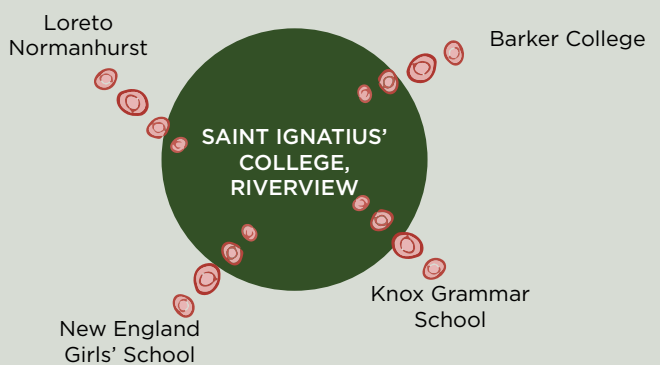 Loreto
Normanhurst
Barker College
SAINT IGNATIUS’
COLLEGE,
RIVERVIEW
Knox Grammar
School
New England
Girls’ School